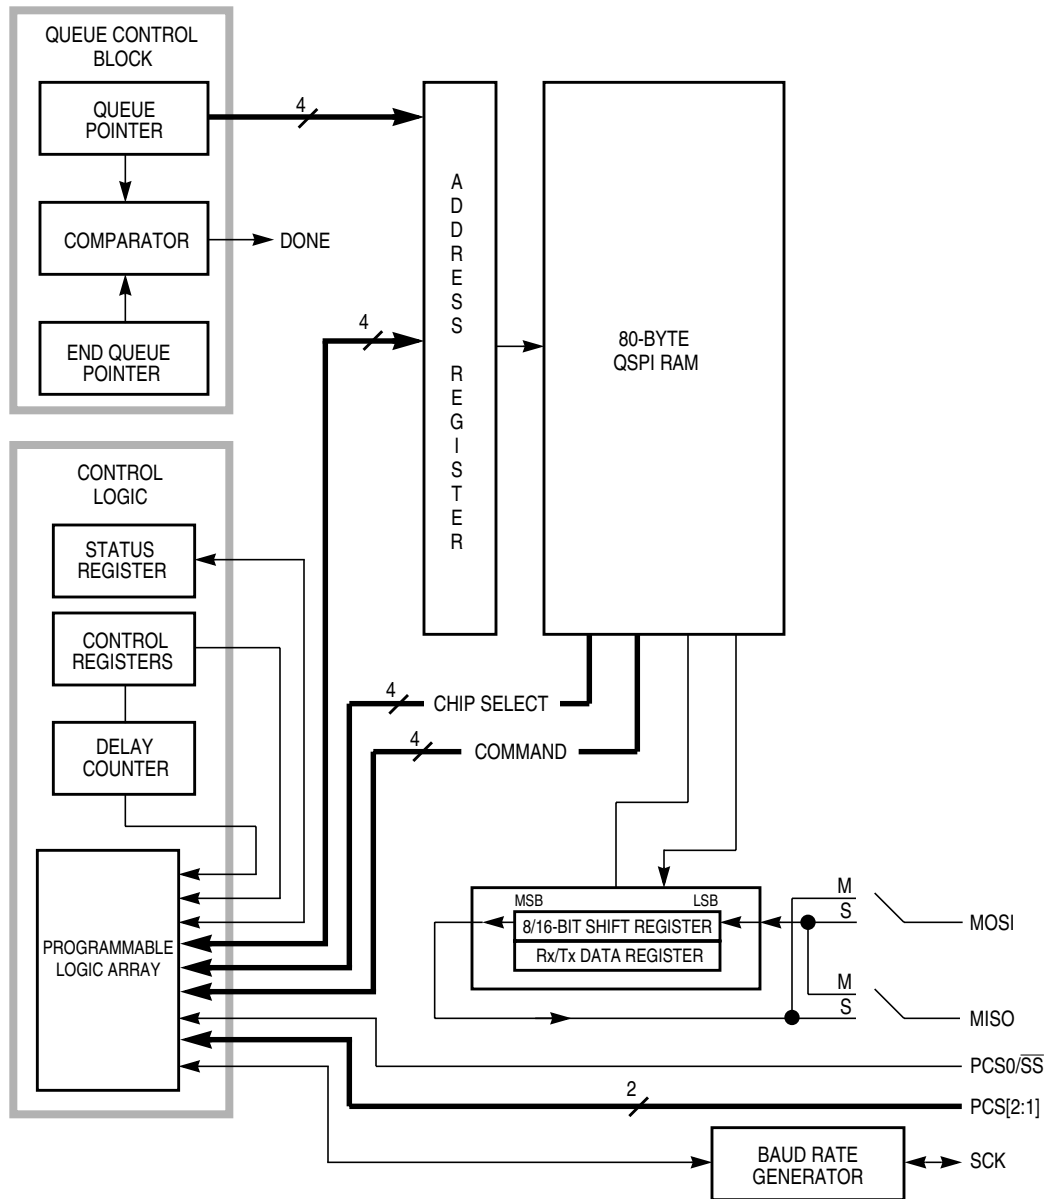 QUEUE CONTROL
BLOCK
QUEUE
POINTER
4
COMPARATOR
DONE
END QUEUE
POINTER
4
ADDRESS REGISTER
80-BYTE
QSPI RAM
CONTROL
LOGIC
STATUS
REGISTER
CONTROL
REGISTERS
DELAY
COUNTER
4
CHIP SELECT
4
COMMAND
PROGRAMMABLE
LOGIC ARRAY
MSB
LSB
8/16-BIT SHIFT REGISTER
Rx/Tx DATA REGISTER
M
S
MOSI
M
S
MISO
PCS0/S̅S̅
2
PCS[2:1]
BAUD RATE
GENERATOR
SCK